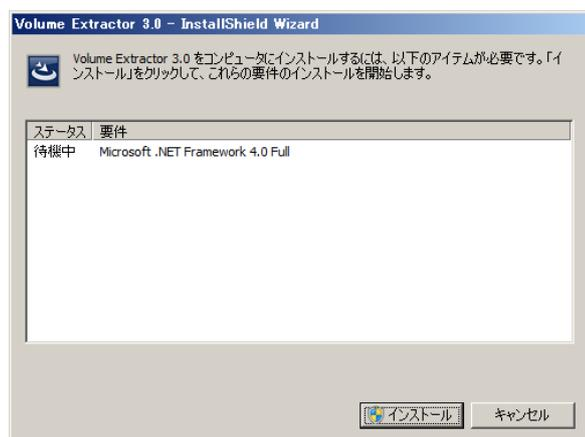 Volume Extractor 3.0 - InstallShield Wizard
Volume Extractor 3.0 をコンピュータにインストールするには、以下のアイテムが必要です。「イ
ンストール」をクリックして、これらの要件のインストールを開始します。
ステータス 要件
待機中 Microsoft .NET Framework 4.0 Full
インストール キャンセル